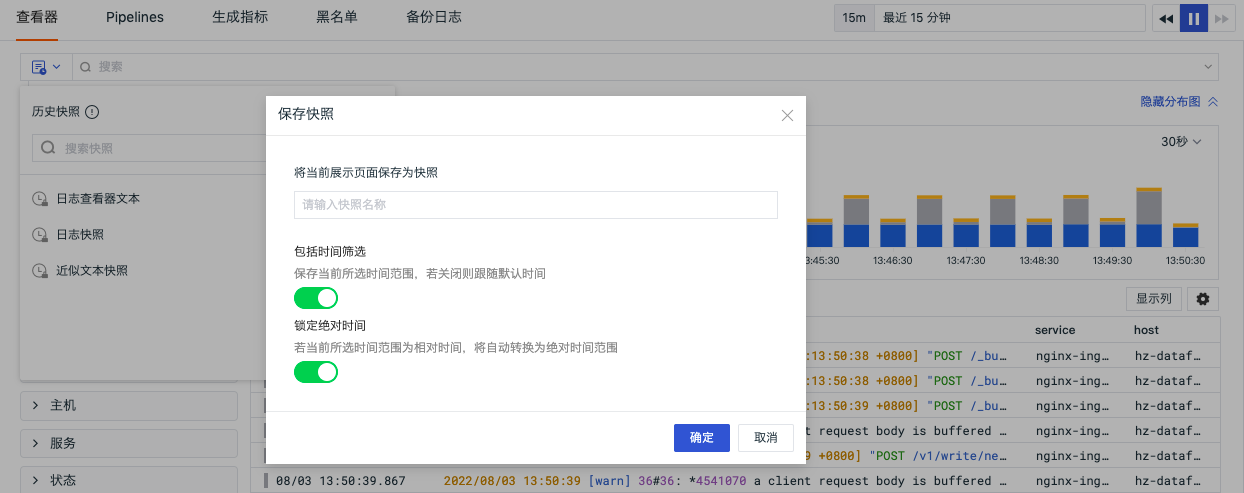 查看器 Pipelines 生成指标 黑名单 备份日志 15m 最近 15 分钟
搜索
隐藏分布图
历史快照
搜索快照
日志查看器文本
日志快照
近似文本快照
保存快照
将当前展示页面保存为快照
请输入快照名称
包括时间筛选
保存当前所选时间范围，若关闭则跟随默认时间
锁定绝对时间
若当前所选时间范围为相对时间，将自动转换为绝对时间范围
确定 取消
30秒
3:45:30 13:46:30 13:47:30 13:48:30 13:49:30 13:50:30
显示列
service host
:13:50:38 +0800] "POST /_bu… nginx-ing… hz-dataf…
:13:50:38 +0800] "POST /_bu… nginx-ing… hz-dataf…
:13:50:39 +0800] "POST /_bu… nginx-ing… hz-dataf…
t request body is buffered … nginx-ing… hz-dataf…
9 +0800] "POST /v1/write/ne… nginx-ing… hz-dataf…
08/03 13:50:39.867 2022/08/03 13:50:39 [warn] 36#36: *4541070 a client request body is buffered … nginx-ing… hz-dataf…
主机
服务
状态